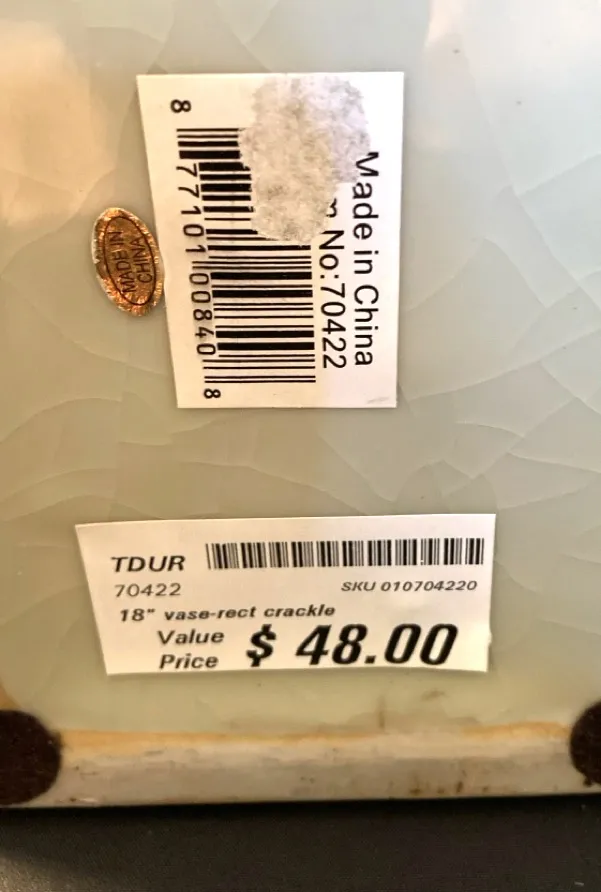 Made in China
No:70422
8 77101 00840 8
MADE IN
CHINA
TDUR
70422
SKU 010704220
18" vase-rect crackle
Value
Price
$ 48.00